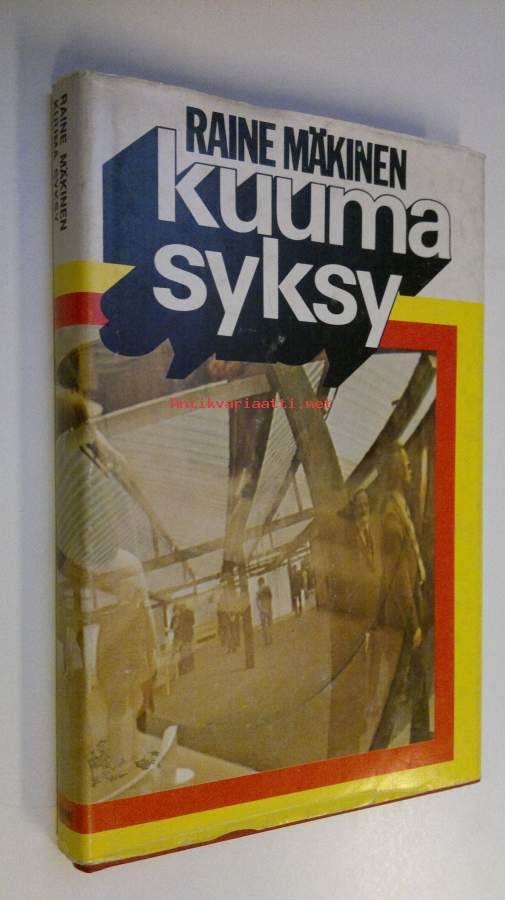 RAINE MÄKINEN
kuuma
syksy
RAINE MÄKINEN
KUUMA SYKSY
Antikvariaatti.net